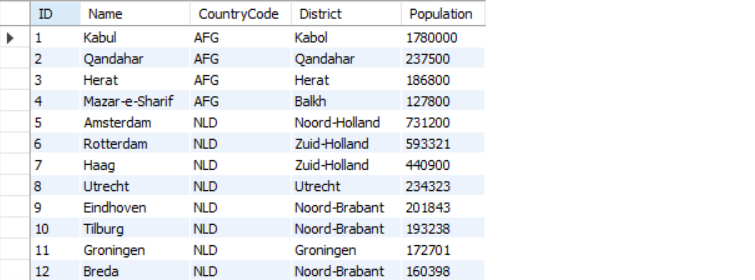 ID Name CountryCode District Population
1 Kabul AFG Kabol 1780000
2 Qandahar AFG Qandahar 237500
3 Herat AFG Herat 186800
4 Mazar-e-Sharif AFG Balkh 127800
5 Amsterdam NLD Noord-Holland 731200
6 Rotterdam NLD Zuid-Holland 593321
7 Haag NLD Zuid-Holland 440900
8 Utrecht NLD Utrecht 234323
9 Eindhoven NLD Noord-Brabant 201843
10 Tilburg NLD Noord-Brabant 193238
11 Groningen NLD Groningen 172701
12 Breda NLD Noord-Brabant 160398